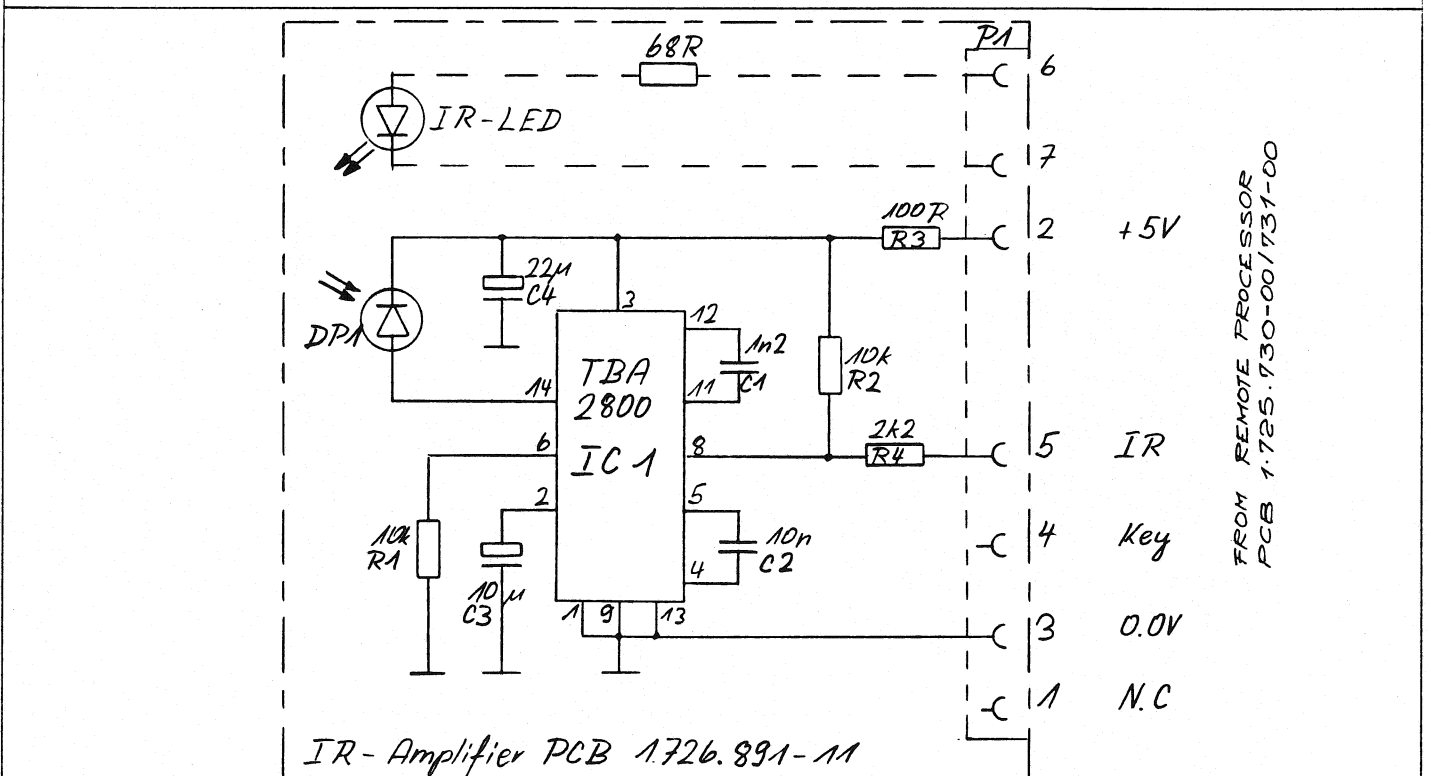 P1
68R
6
IR-LED
7
100R
R3
2
+5V
22µ
C4
DP1
3
12
1n2
C1
11
10k
R2
TBA
2800
IC1
14
6
8
2k2
R4
5
IR
2
5
10k
R1
10n
C2
4
4
Key
10µ
C3
1
9
13
3
0.0V
1
N.C
FROM REMOTE PROCESSOR
PCB 1.725.730-00/731-00
IR-Amplifier PCB 1.726.891-11